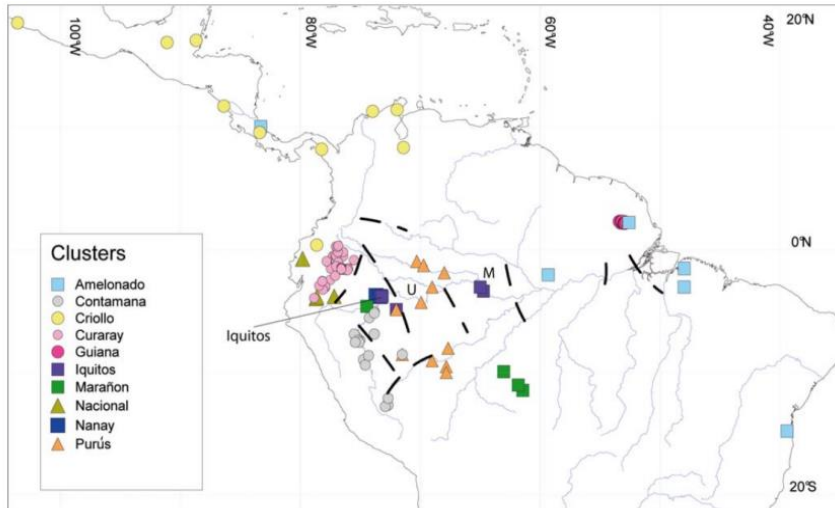 100°W
80°W
60°W
40°W
20°N
0°N
20°S
M
U
Iquitos
Clusters
Amelonado
Contamana
Criollo
Curaray
Guiana
Iquitos
Marañon
Nacional
Nanay
Purús